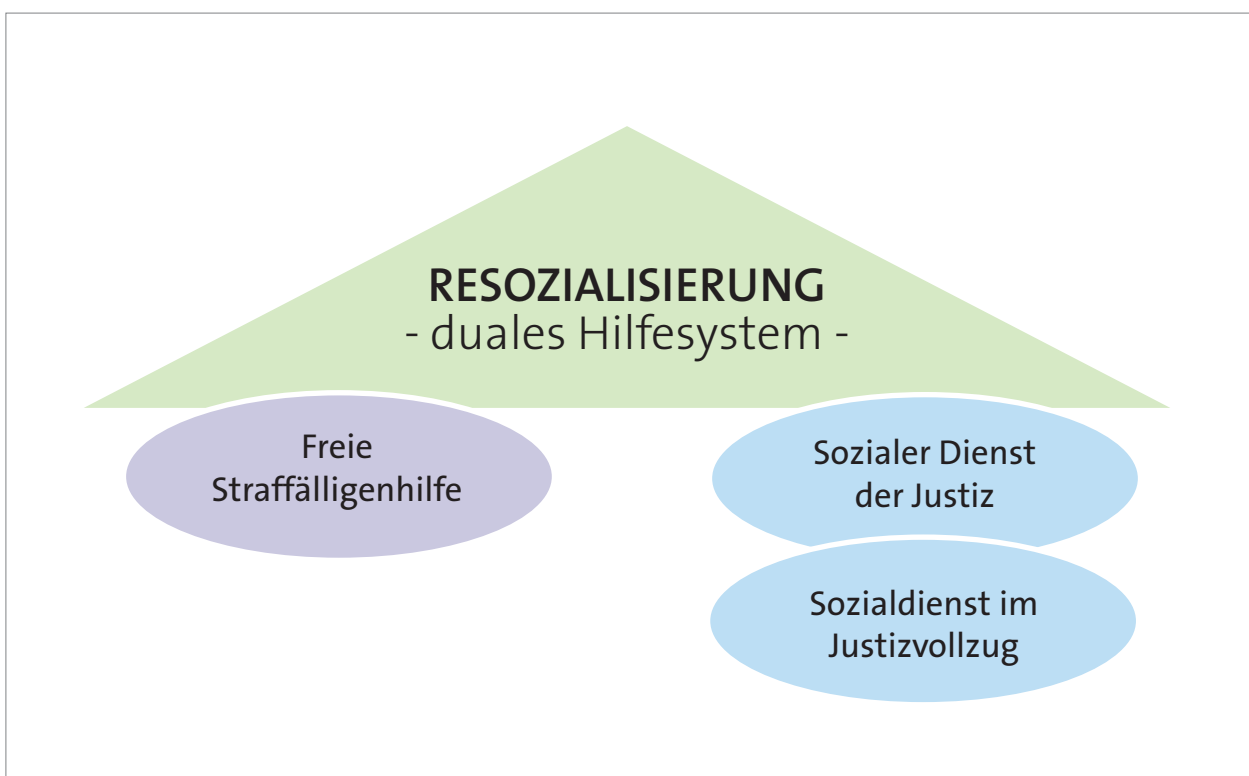 RESOZIALISIERUNG
- duales Hilfesystem -
Freie
Straffälligenhilfe
Sozialer Dienst
der Justiz
Sozialdienst im
Justizvollzug